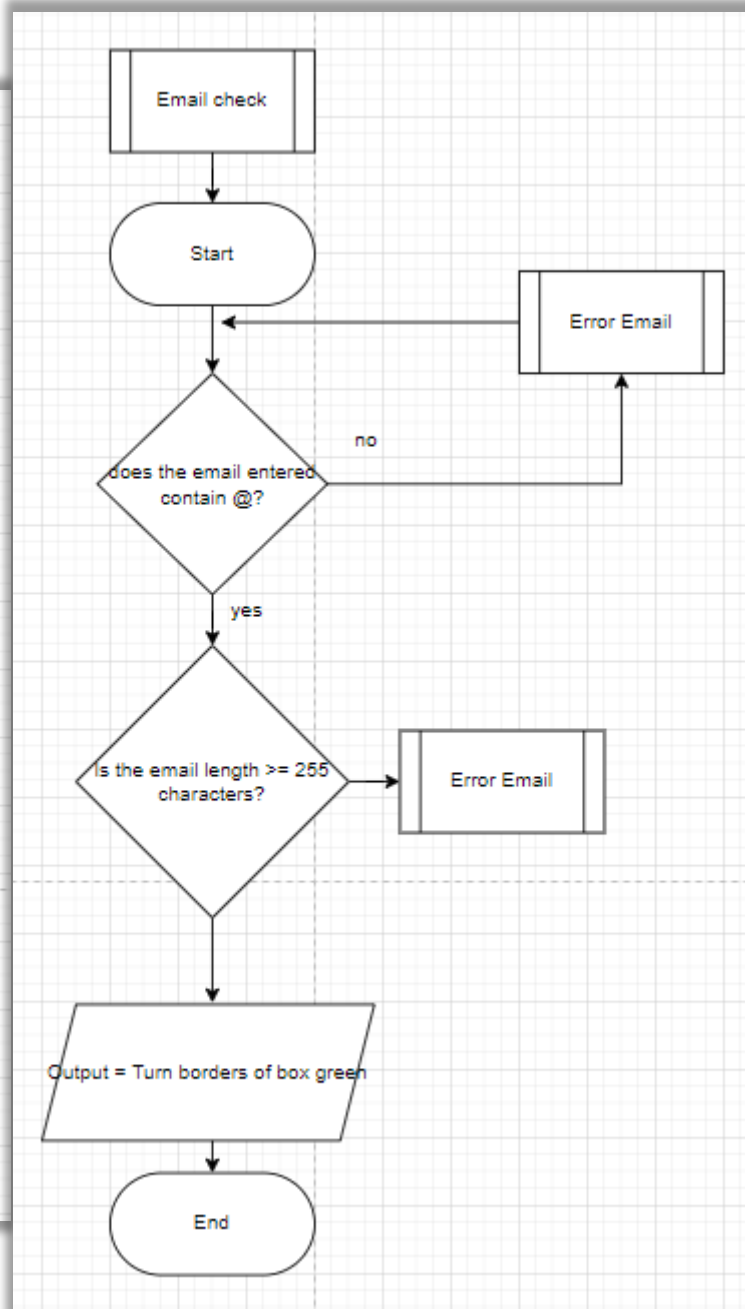 Email check
Start
Error Email
no
does the email entered
contain @?
yes
Is the email length >= 255
characters?
Error Email
Output = Turn borders of box green
End